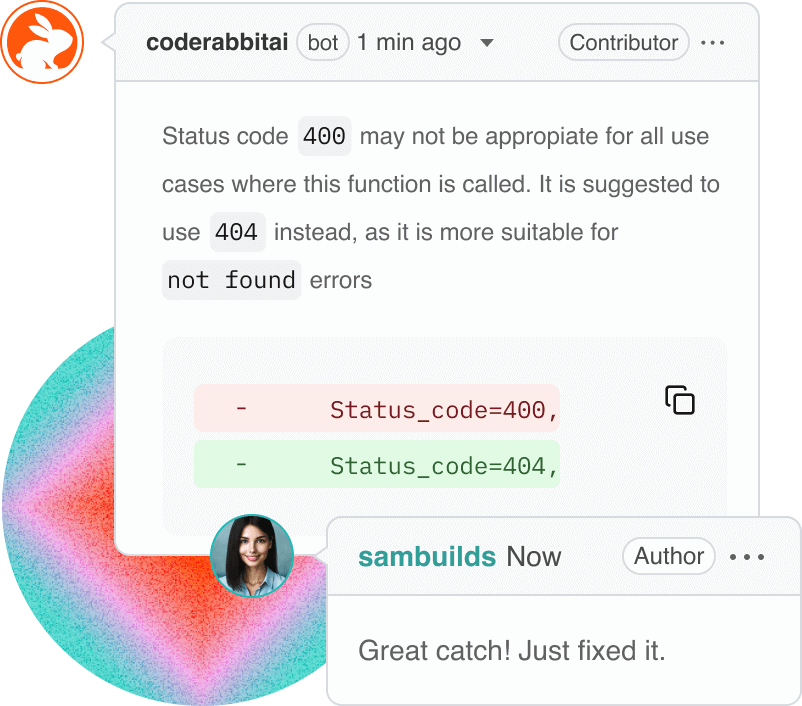 coderabbitai bot 1 min ago Contributor ...
Status code 400 may not be appropiate for all use
cases where this function is called. It is suggested to
use 404 instead, as it is more suitable for
not found errors
- Status_code=400,
- Status_code=404,
sambuilds Now Author ...
Great catch! Just fixed it.